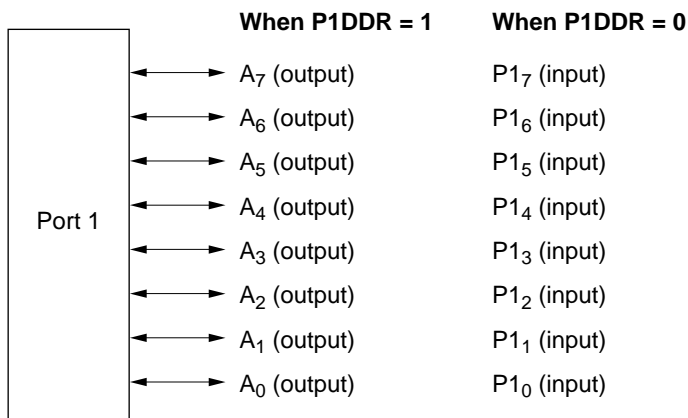 When P1DDR = 1 When P1DDR = 0
A7 (output) P17 (input)
A6 (output) P16 (input)
A5 (output) P15 (input)
Port 1 A4 (output) P14 (input)
A3 (output) P13 (input)
A2 (output) P12 (input)
A1 (output) P11 (input)
A0 (output) P10 (input)